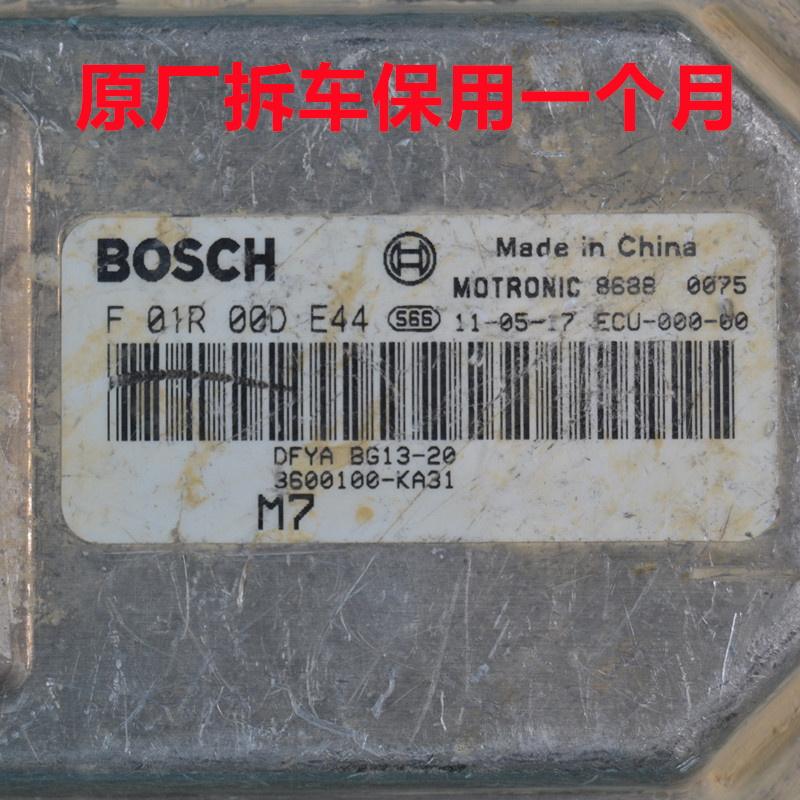 原厂拆车保用一个月
BOSCH Made in China
MOTRONIC 8688 0075
F 01R 00D E44 S66 11-05-17 ECU-000-00
DFYA BG13-20
3600100-KA31
M7